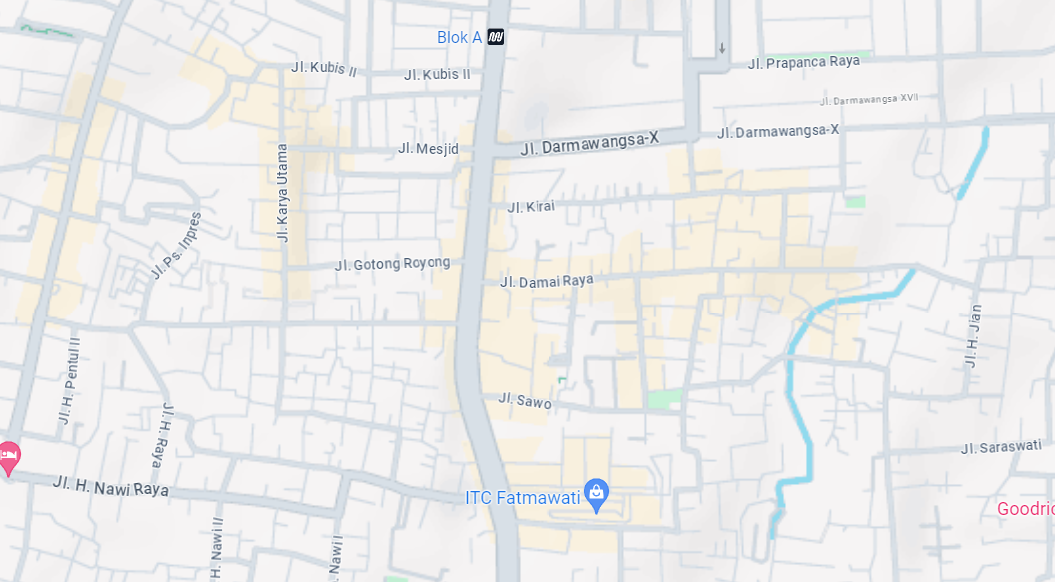 Blok A
Jl. Kubis II
Jl. Kubis II
Jl. Prapanca Raya
Jl. Darmawangsa XVII
Jl. Darmawangsa-X
Jl. Darmawangsa-X
Jl. Mesjid
Jl. Karya Utama
Jl. Kirai
Jl. Ps. Inpres
Jl. Gotong Royong
Jl. Damai Raya
Jl. H. Jian
Jl. H. Pentul II
Jl. Sawo
Jl. H. Raya
Jl. Saraswati
Jl. H. Nawi Raya
ITC Fatmawati
Goodric
H. Nawi II
H. Nawi I